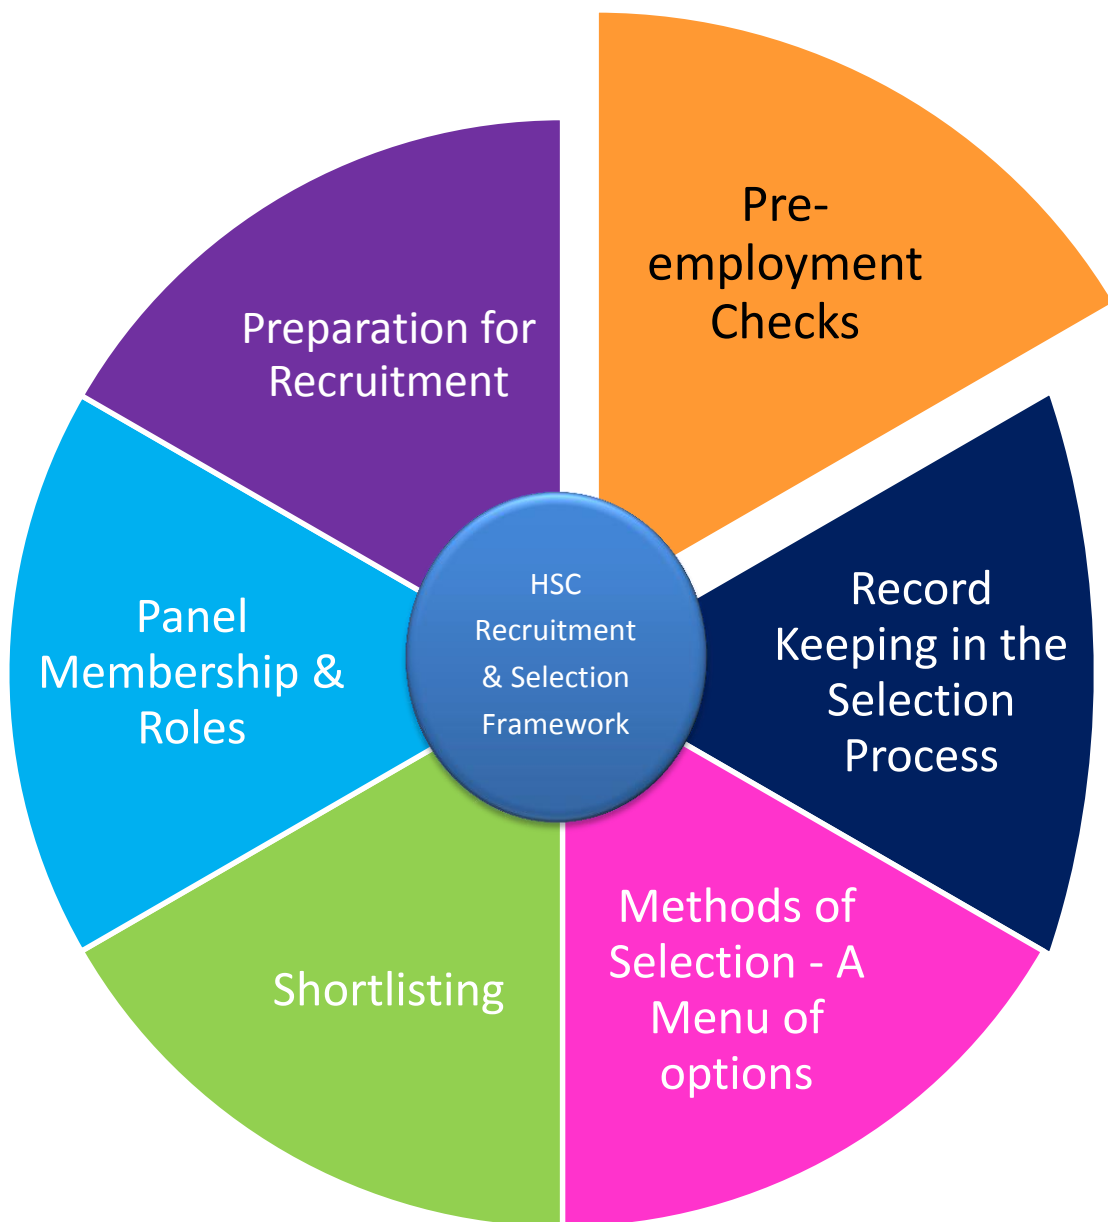 Pre-
employment
Checks
Preparation for
Recruitment
HSC
Recruitment
& Selection
Framework
Record
Keeping in the
Selection
Process
Panel
Membership &
Roles
Methods of
Selection - A
Menu of
options
Shortlisting